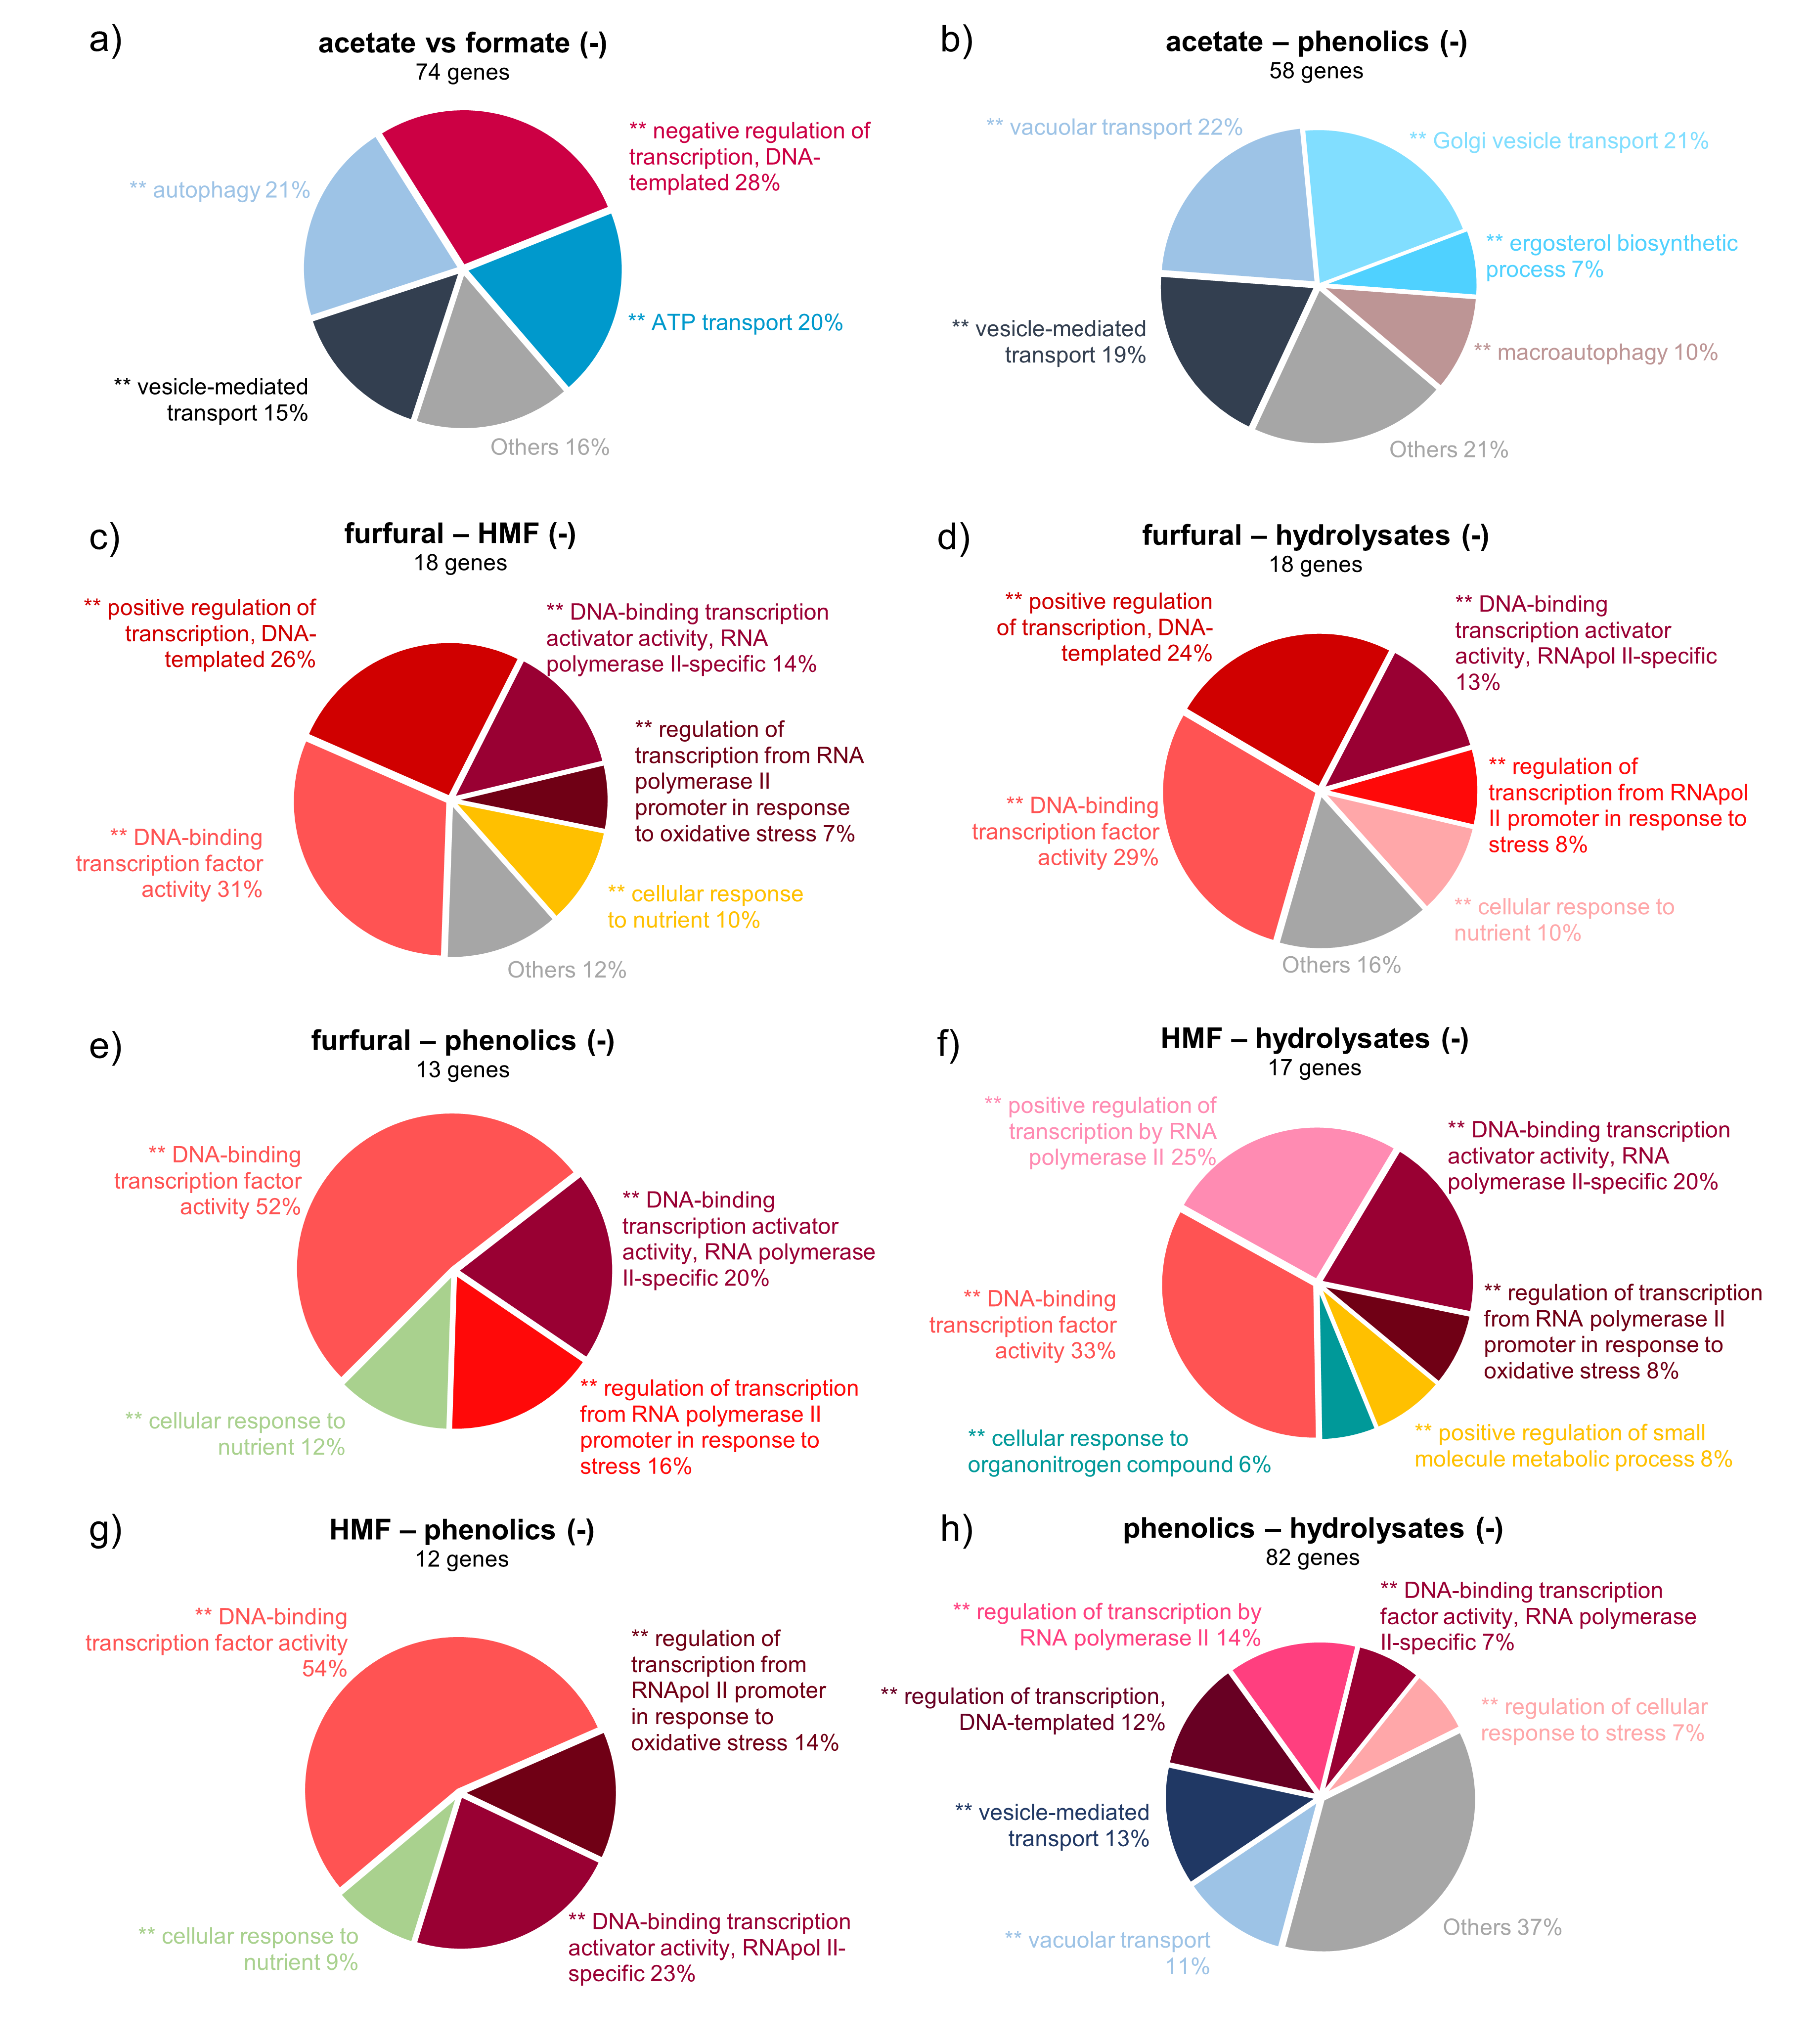 a)
acetate vs formate (-)
74 genes
** negative regulation of
transcription, DNA-
templated 28%
** autophagy 21%
** ATP transport 20%
** vesicle-mediated
transport 15%
Others 16%
b)
acetate – phenolics (-)
58 genes
** vacuolar transport 22%
** Golgi vesicle transport 21%
** ergosterol biosynthetic
process 7%
** vesicle-mediated
transport 19%
** macroautophagy 10%
Others 21%
c)
furfural – HMF (-)
18 genes
** positive regulation of
transcription, DNA-
templated 26%
** DNA-binding transcription
activator activity, RNA
polymerase II-specific 14%
** regulation of
transcription from RNA
polymerase II
promoter in response
to oxidative stress 7%
** DNA-binding
transcription factor
activity 31%
** cellular response
to nutrient 10%
Others 12%
d)
furfural – hydrolysates (-)
18 genes
** positive regulation
of transcription, DNA-
templated 24%
** DNA-binding
transcription activator
activity, RNApol II-specific
13%
** regulation of
transcription from RNApol
II promoter in response to
stress 8%
** DNA-binding
transcription factor
activity 29%
** cellular response to
nutrient 10%
Others 16%
e)
furfural – phenolics (-)
13 genes
** DNA-binding
transcription factor
activity 52%
** DNA-binding
transcription activator
activity, RNA polymerase
II-specific 20%
** cellular response to
nutrient 12%
** regulation of transcription
from RNA polymerase II
promoter in response to
stress 16%
f)
HMF – hydrolysates (-)
17 genes
** positive regulation of
transcription by RNA
polymerase II 25%
** DNA-binding transcription
activator activity, RNA
polymerase II-specific 20%
** DNA-binding
transcription factor
activity 33%
** regulation of transcription
from RNA polymerase II
promoter in response to
oxidative stress 8%
** cellular response to
organonitrogen compound 6%
** positive regulation of small
molecule metabolic process 8%
g)
HMF – phenolics (-)
12 genes
** DNA-binding
transcription factor activity
54%
** regulation of
transcription from
RNApol II promoter
in response to
oxidative stress 14%
** cellular response to
nutrient 9%
** DNA-binding transcription
activator activity, RNApol II-
specific 23%
h)
phenolics – hydrolysates (-)
82 genes
** regulation of transcription by
RNA polymerase II 14%
** DNA-binding transcription
factor activity, RNA polymerase
II-specific 7%
** regulation of transcription,
DNA-templated 12%
** regulation of cellular
response to stress 7%
** vesicle-mediated
transport 13%
** vacuolar transport
11%
Others 37%